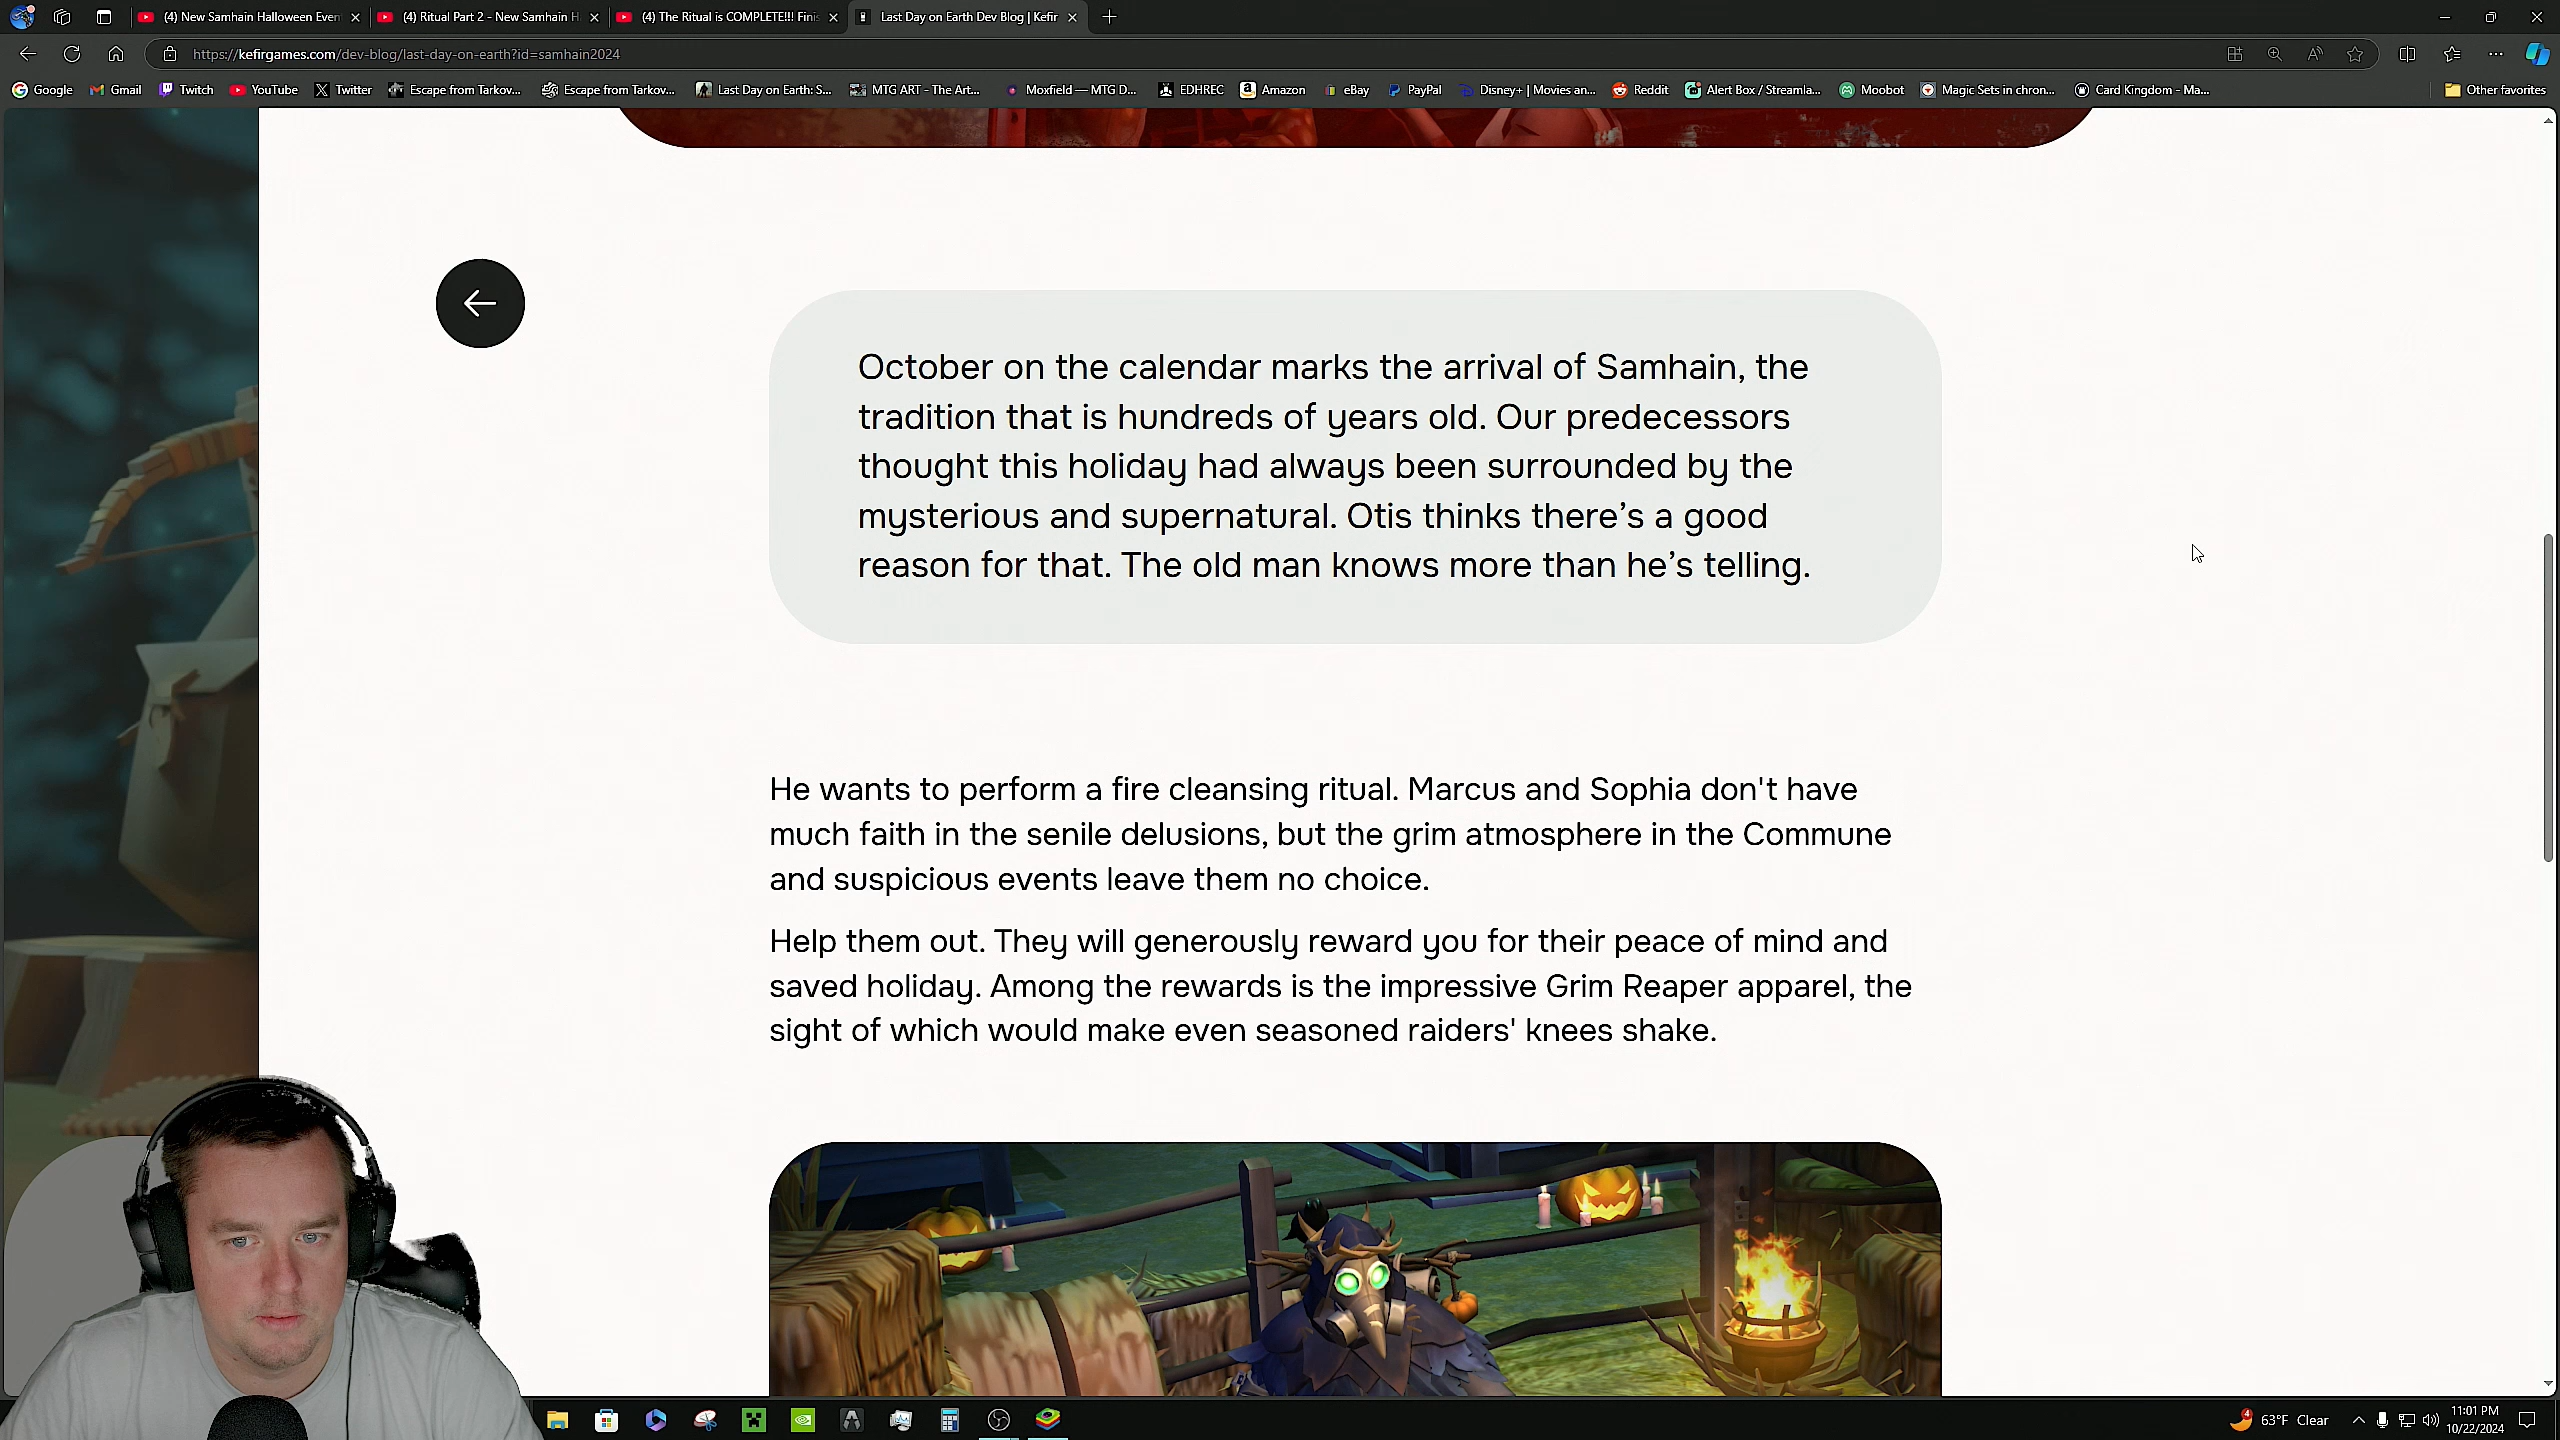 (4) New Samhain Halloween Even
(4) Ritual Part 2 - New Samhain H
(4) The Ritual is COMPLETE!!! Finis
Last Day on Earth Dev Blog | Kefir
https://kefirgames.com/dev-blog/last-day-on-earth?id=samhain2024
Google
Gmail
Twitch
YouTube
Twitter
Escape from Tarkov...
Escape from Tarkov...
Last Day on Earth: S...
MTG ART - The Art...
Moxfield — MTG D...
EDHREC
Amazon
eBay
PayPal
Disney+ | Movies an...
Reddit
Alert Box / Streamla...
Moobot
Magic Sets in chron...
Card Kingdom - Ma...
Other favorites
October on the calendar marks the arrival of Samhain, the
tradition that is hundreds of years old. Our predecessors
thought this holiday had always been surrounded by the
mysterious and supernatural. Otis thinks there’s a good
reason for that. The old man knows more than he’s telling.
He wants to perform a fire cleansing ritual. Marcus and Sophia don't have
much faith in the senile delusions, but the grim atmosphere in the Commune
and suspicious events leave them no choice.
Help them out. They will generously reward you for their peace of mind and
saved holiday. Among the rewards is the impressive Grim Reaper apparel, the
sight of which would make even seasoned raiders' knees shake.
63°F Clear
11:01 PM
10/22/2024